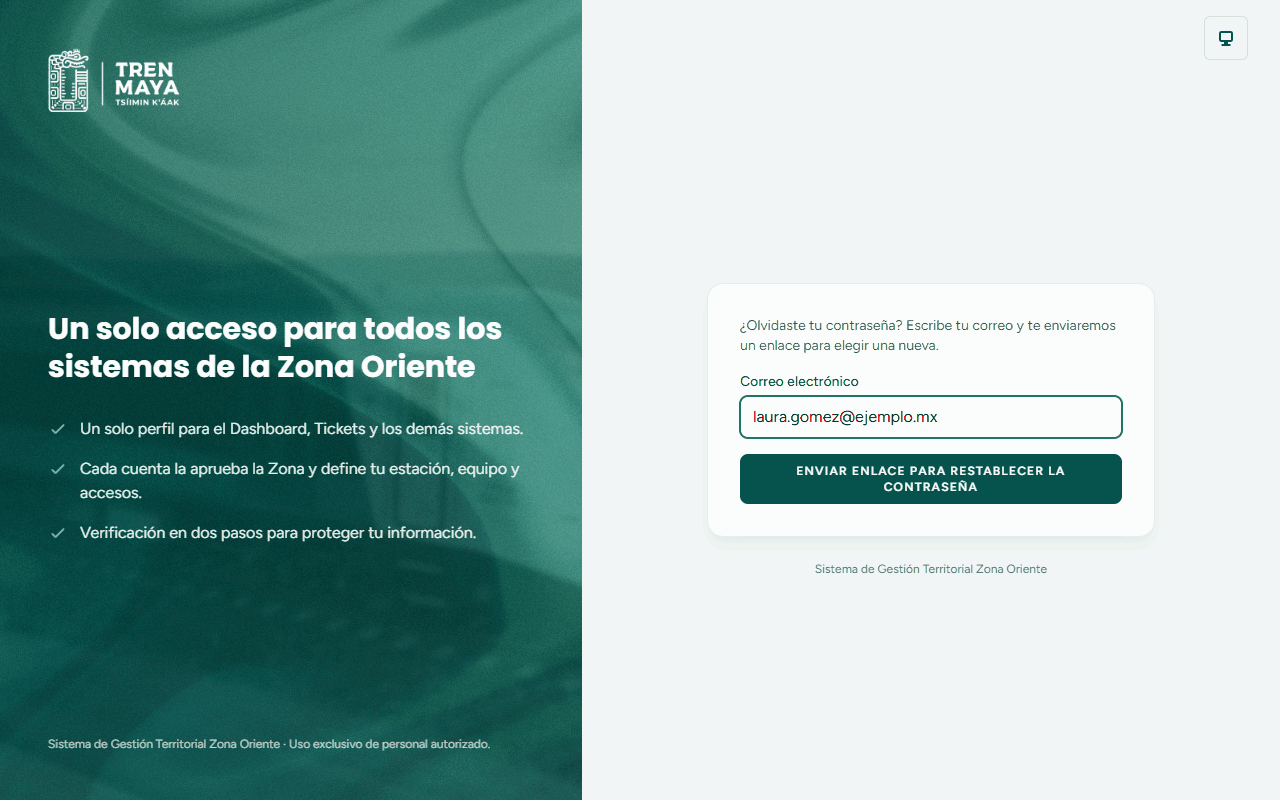 TREN
MAYA
TSÍIMIN K'ÁAK
Un solo acceso para todos los
sistemas de la Zona Oriente
Un solo perfil para el Dashboard, Tickets y los demás sistemas.
Cada cuenta la aprueba la Zona y define tu estación, equipo y
accesos.
Verificación en dos pasos para proteger tu información.
Sistema de Gestión Territorial Zona Oriente · Uso exclusivo de personal autorizado.
¿Olvidaste tu contraseña? Escribe tu correo y te enviaremos
un enlace para elegir una nueva.
Correo electrónico
laura.gomez@ejemplo.mx
ENVIAR ENLACE PARA RESTABLECER LA
CONTRASEÑA
Sistema de Gestión Territorial Zona Oriente